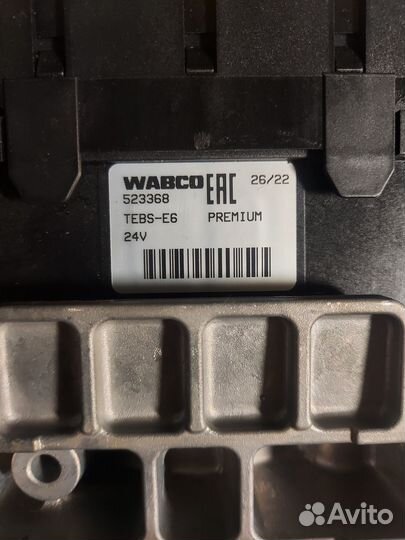 WABCO EAC 26/22
523368
TEBS-E6 PREMIUM
24V
Avito